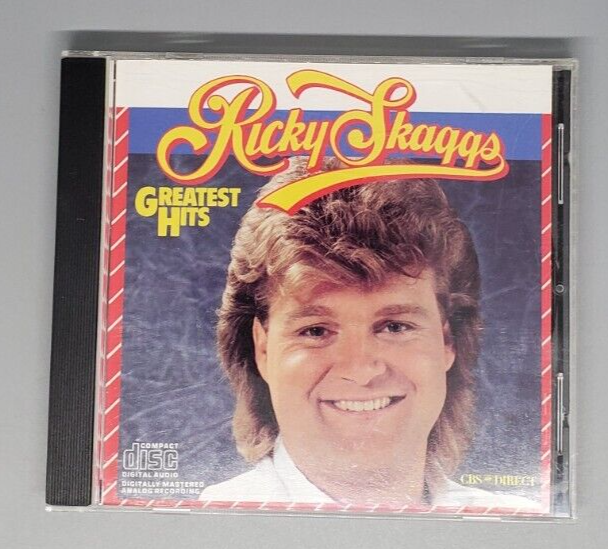 Ricky Skaggs
GREATEST
HITS
COMPACT
disc
DIGITAL AUDIO
DIGITALLY MASTERED
ANALOG RECORDING
CBS DIRECT